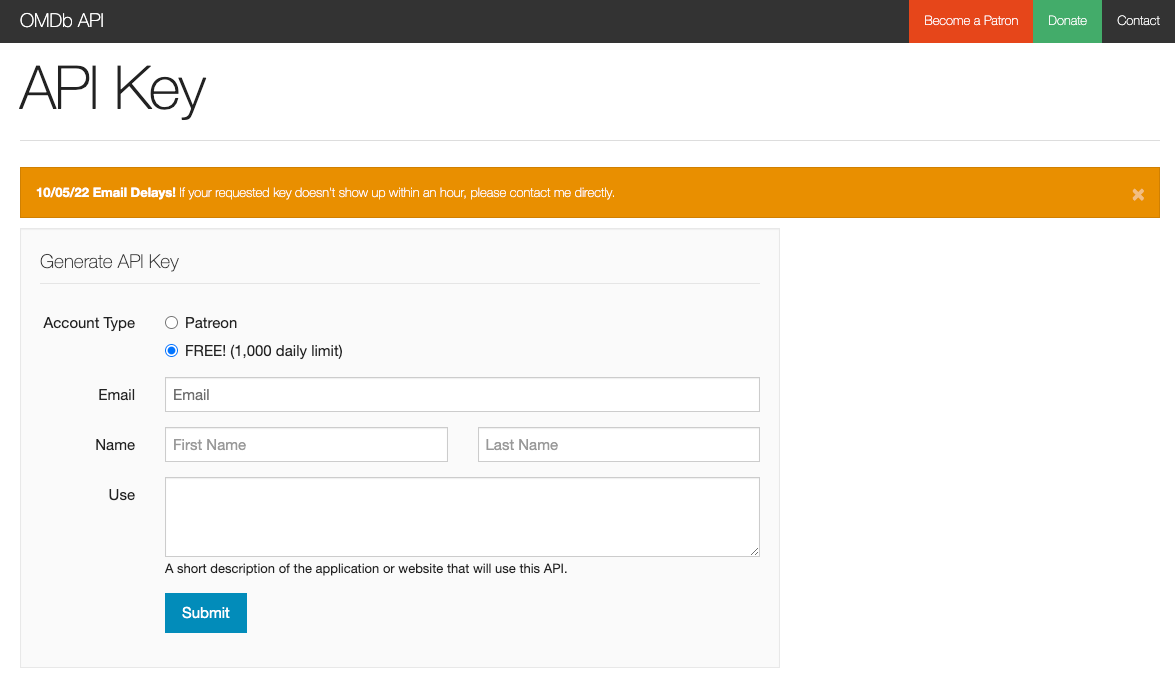 OMDb API
Become a Patron
Donate
Contact
API Key
10/05/22 Email Delays! If your requested key doesn't show up within an hour, please contact me directly.
×
Generate API Key
Account Type
Patreon
FREE! (1,000 daily limit)
Email
Email
Name
First Name
Last Name
Use
A short description of the application or website that will use this API.
Submit